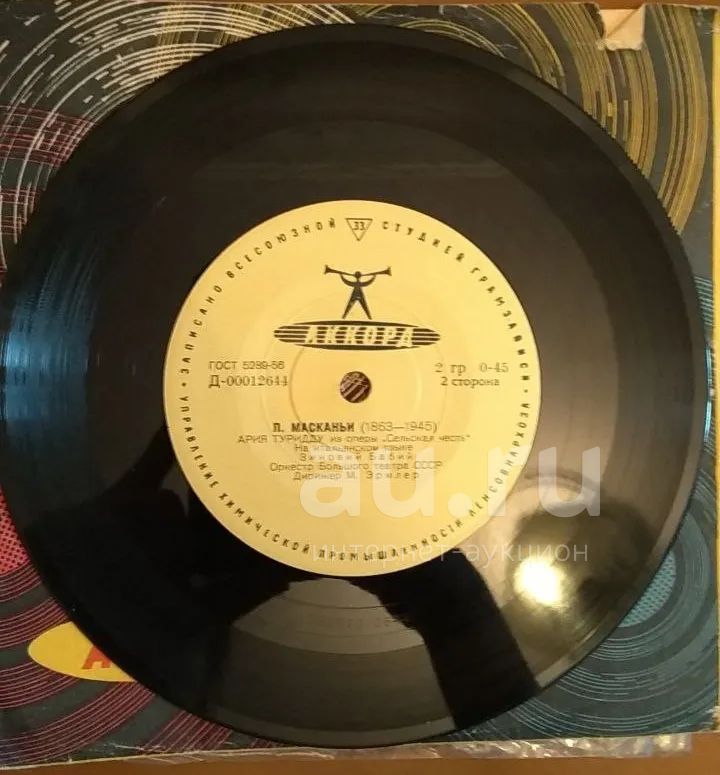 ЗАПИСАНО ВСЕСОЮЗНОЙ 33 СТУДИЕЙ ГРАМЗАПИСИ
АККОРД
ГОСТ 5289-56
Д-00012644
2 гр 0-45
2 сторона
П. МАСКАНЬИ (1863—1945)
АРИЯ ТУРИДДУ из оперы „Сельская честь"
На итальянском языке
Зиновий Бабий
Оркестр Большого театра СССР
Дирижер М. Эрмлер
УПРАВЛЕНИЕ ХИМИЧЕСКОЙ ПРОМЫШЛЕННОСТИ ЛЕНСОВНАРХОЗА
au.ru
интернет-аукцион